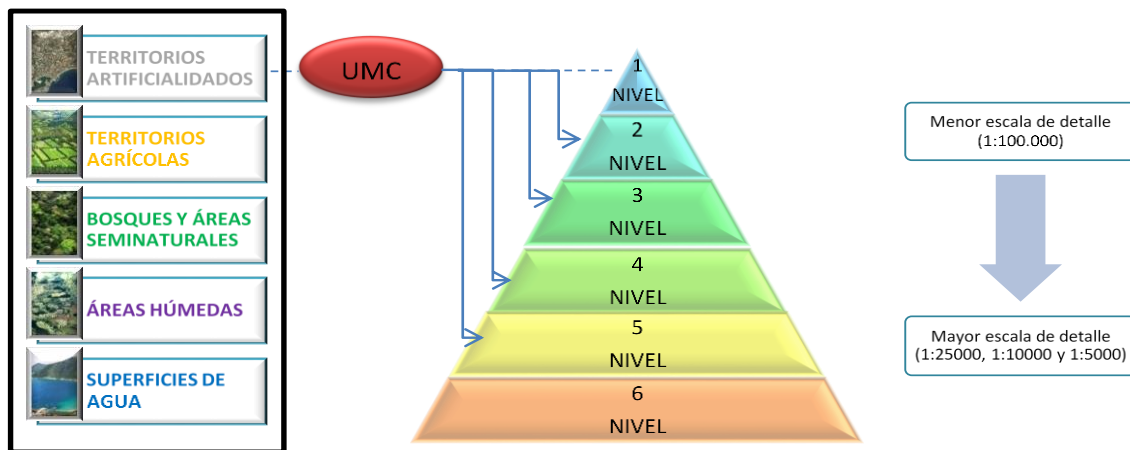 TERRITORIOS
ARTIFICIALIDADOS
TERRITORIOS
AGRÍCOLAS
BOSQUES Y ÁREAS
SEMINATURALES
ÁREAS HÚMEDAS
SUPERFICIES DE
AGUA
UMC
1
NIVEL
2
NIVEL
3
NIVEL
4
NIVEL
5
NIVEL
6
NIVEL
Menor escala de detalle
(1:100.000)
Mayor escala de detalle
(1:25000, 1:10000 y 1:5000)